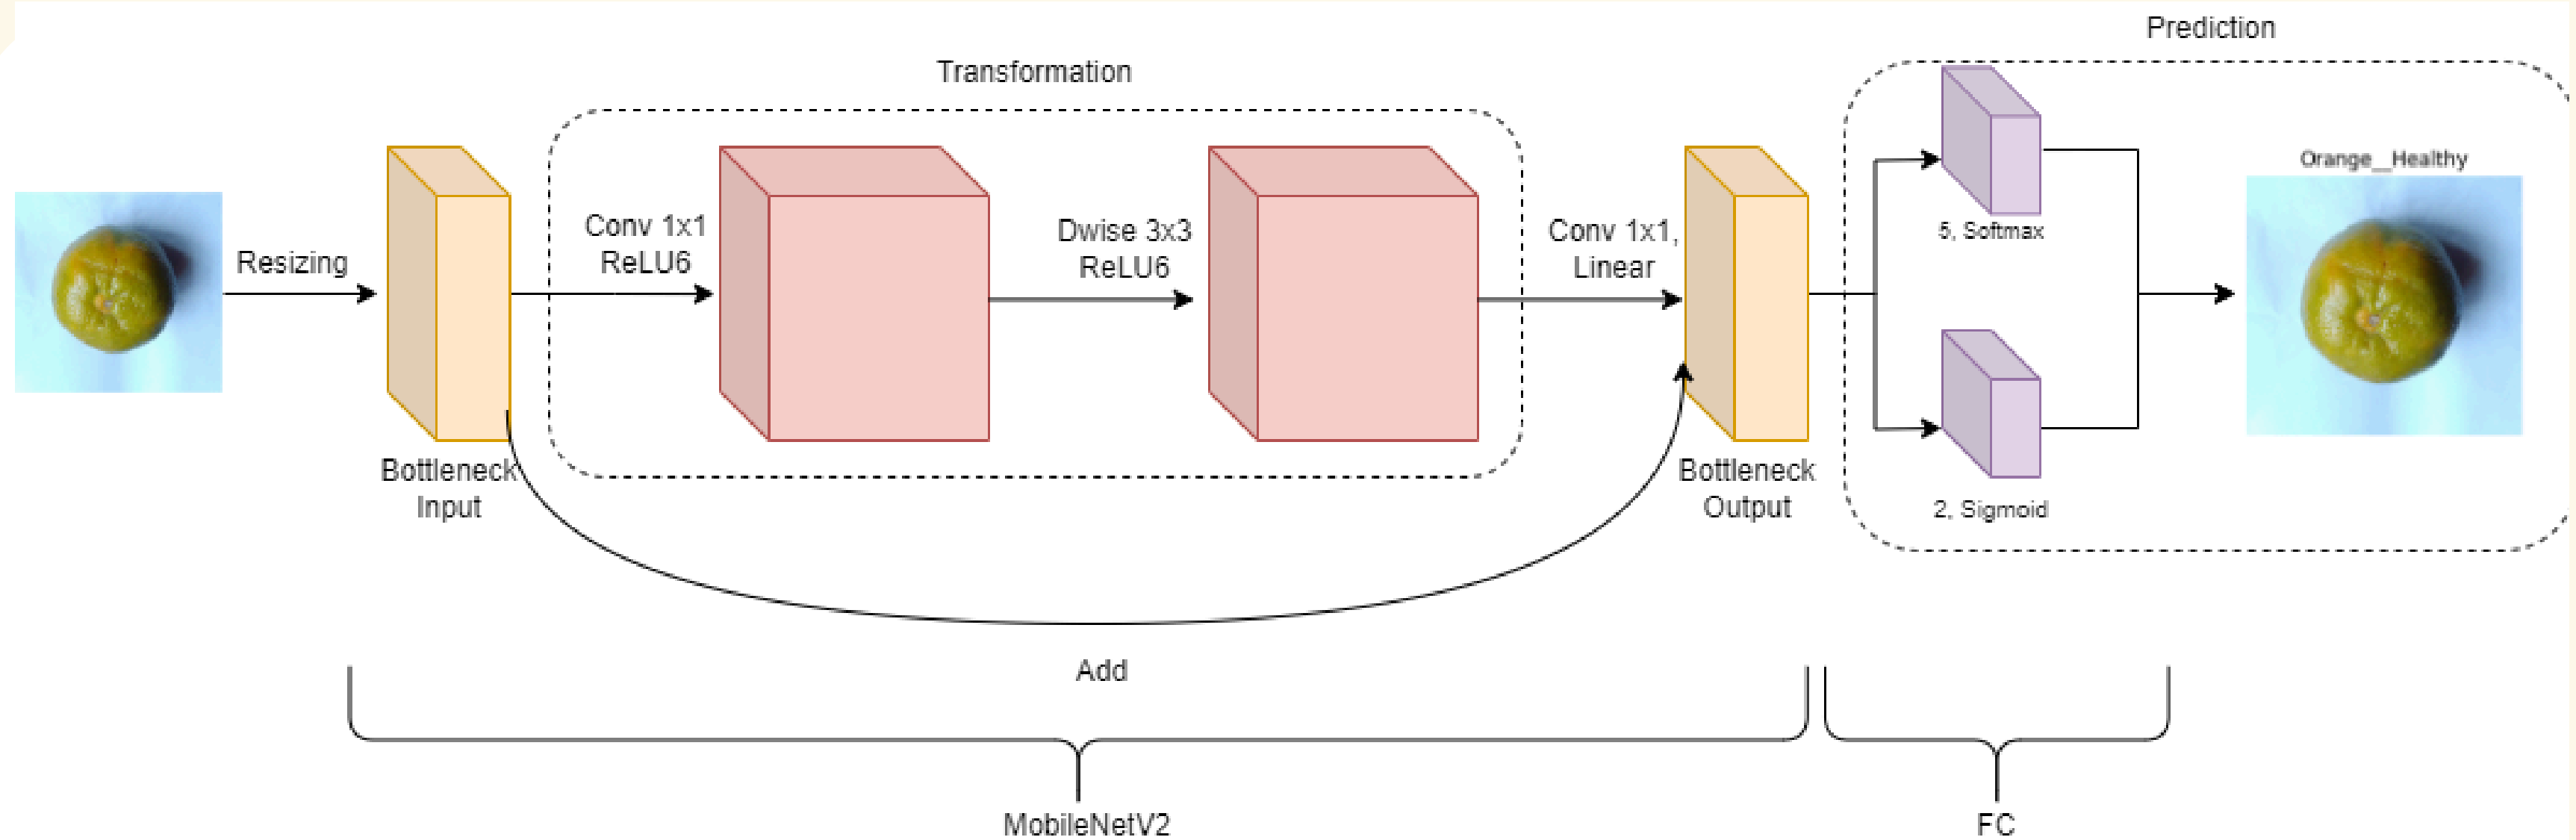 Prediction
Transformation
Orange__Healthy
Resizing
Conv 1x1
ReLU6
Dwise 3x3
ReLU6
Conv 1x1,
Linear
5, Softmax
Bottleneck
Input
Bottleneck
Output
2, Sigmoid
Add
MobileNetV2
FC